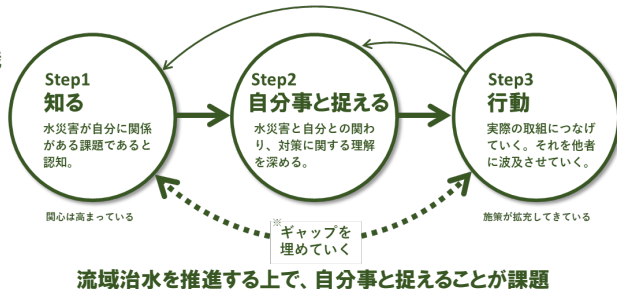 Step1
知る
水災害が自分に関係
がある課題であると
認知。
関心は高まっている
Step2
自分事と捉える
水災害と自分との関わ
り、対策に関する理解
を深める。
Step3
行動
実際の取組につなげ
ていく。それを他者
に波及させていく。
施策が拡充してきている
※
ギャップを
埋めていく
流域治水を推進する上で、自分事と捉えることが課題